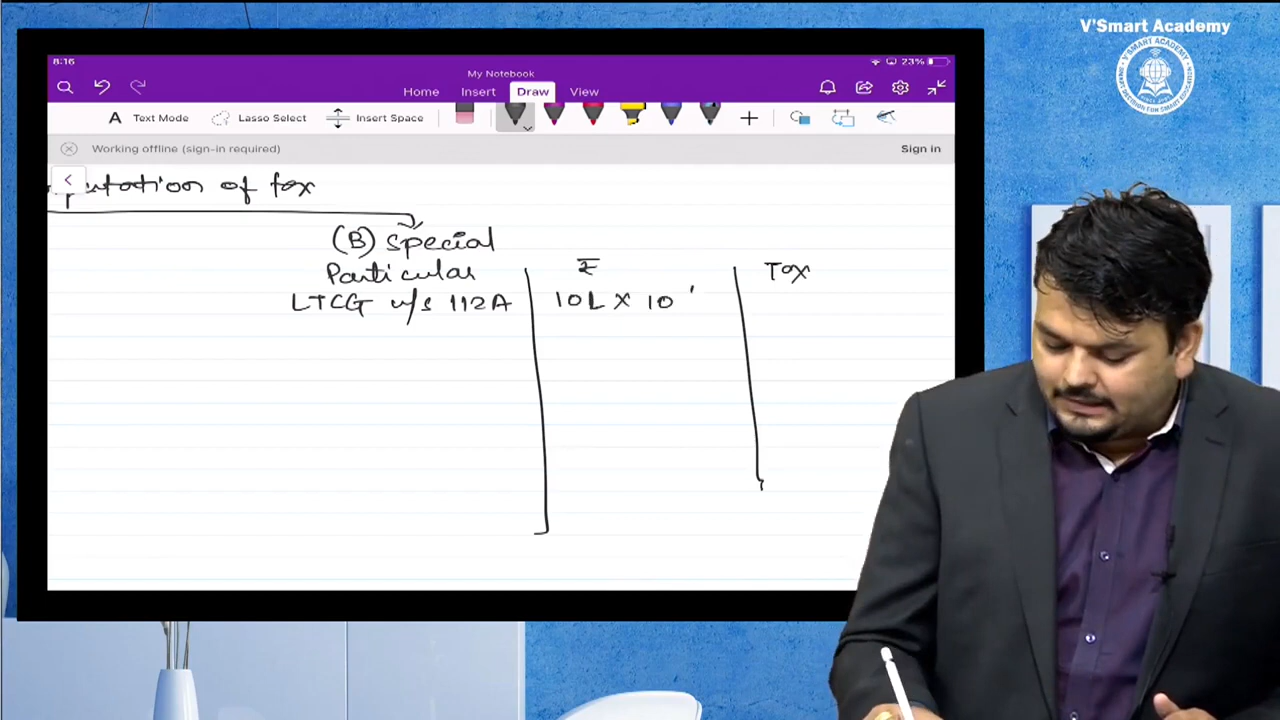 V'Smart Academy
8:16
23%
My Notebook
Home Insert Draw View
Text Mode Lasso Select Insert Space
Working offline (sign-in required) Sign in
putation of tax
(B) Special
Particular ₹ Tax
LTCG u/s 112A 10L x 10